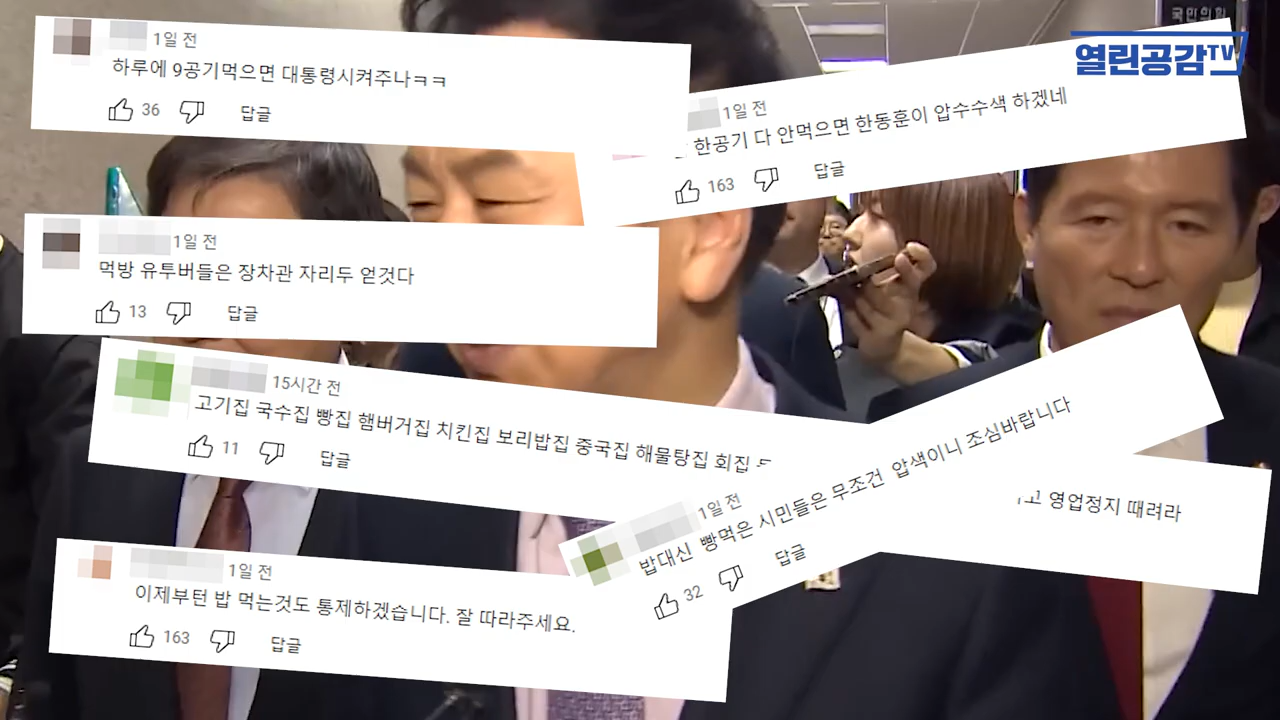 국민의힘
열린공감TV
1일 전
하루에 9공기먹으면 대통령시켜주나ㅋㅋ
36 답글
1일 전
한공기 다 안먹으면 한동훈이 압수수색 하겠네
163 답글
1일 전
먹방 유투버들은 장차관 자리두 얻것다
13 답글
15시간 전
고기집 국수집 빵집 햄버거집 치킨집 보리밥집 중국집 해물탕집 회집
고 영업정지 때려라
11 답글
1일 전
밥대신 빵먹은 시민들은 무조건 압색이니 조심바랍니다
32 답글
1일 전
이제부턴 밥 먹는것도 통제하겠습니다. 잘 따라주세요.
163 답글